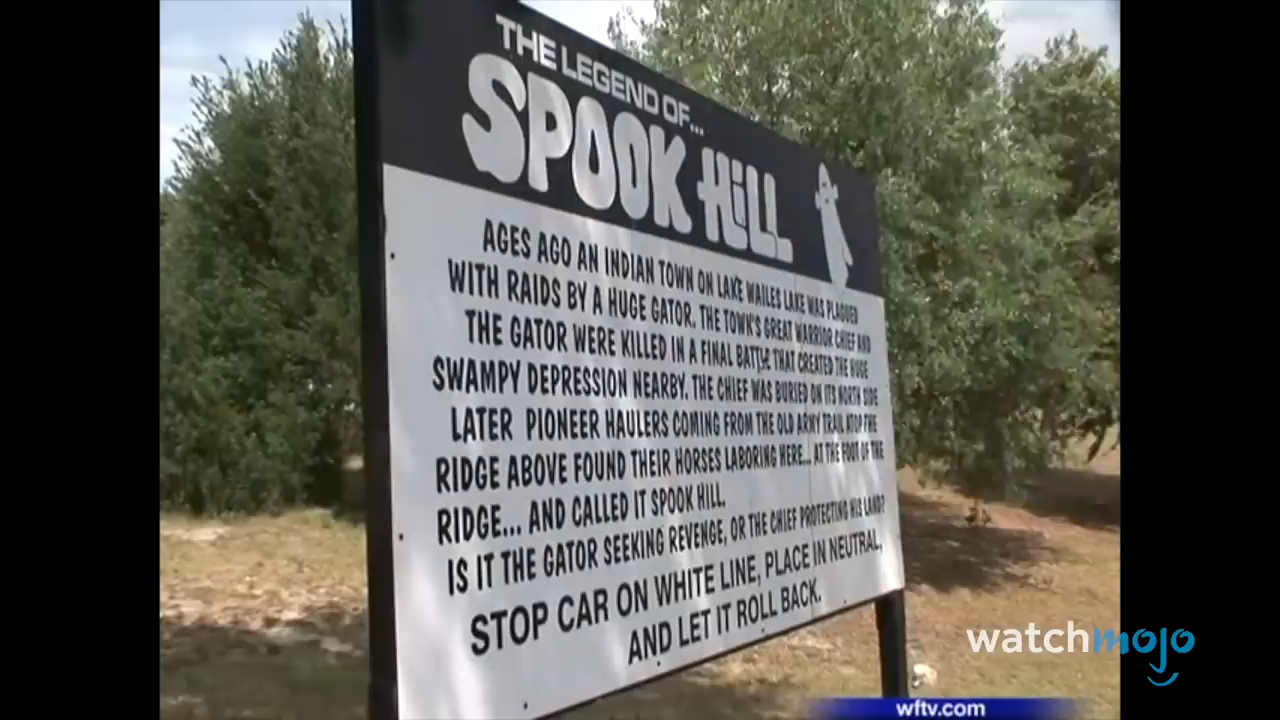 THE LEGEND OF...
SPOOK HILL
AGES AGO AN INDIAN TOWN ON LAKE WAILES LAKE WAS PLAGUED
WITH RAIDS BY A HUGE GATOR. THE TOWN'S GREAT WARRIOR CHIEF AND
THE GATOR WERE KILLED IN A FINAL BATTLE THAT CREATED THE HUGE
SWAMPY DEPRESSION NEARBY. THE CHIEF WAS BURIED ON ITS NORTH SIDE
LATER PIONEER HAULERS COMING FROM THE OLD ARMY TRAIL ATOP THE
RIDGE ABOVE FOUND THEIR HORSES LABORING HERE... AT THE FOOT OF THE
RIDGE... AND CALLED IT SPOOK HILL.
IS IT THE GATOR SEEKING REVENGE, OR THE CHIEF PROTECTING HIS LAND?
STOP CAR ON WHITE LINE, PLACE IN NEUTRAL,
AND LET IT ROLL BACK.
watchmojo
wftv.com